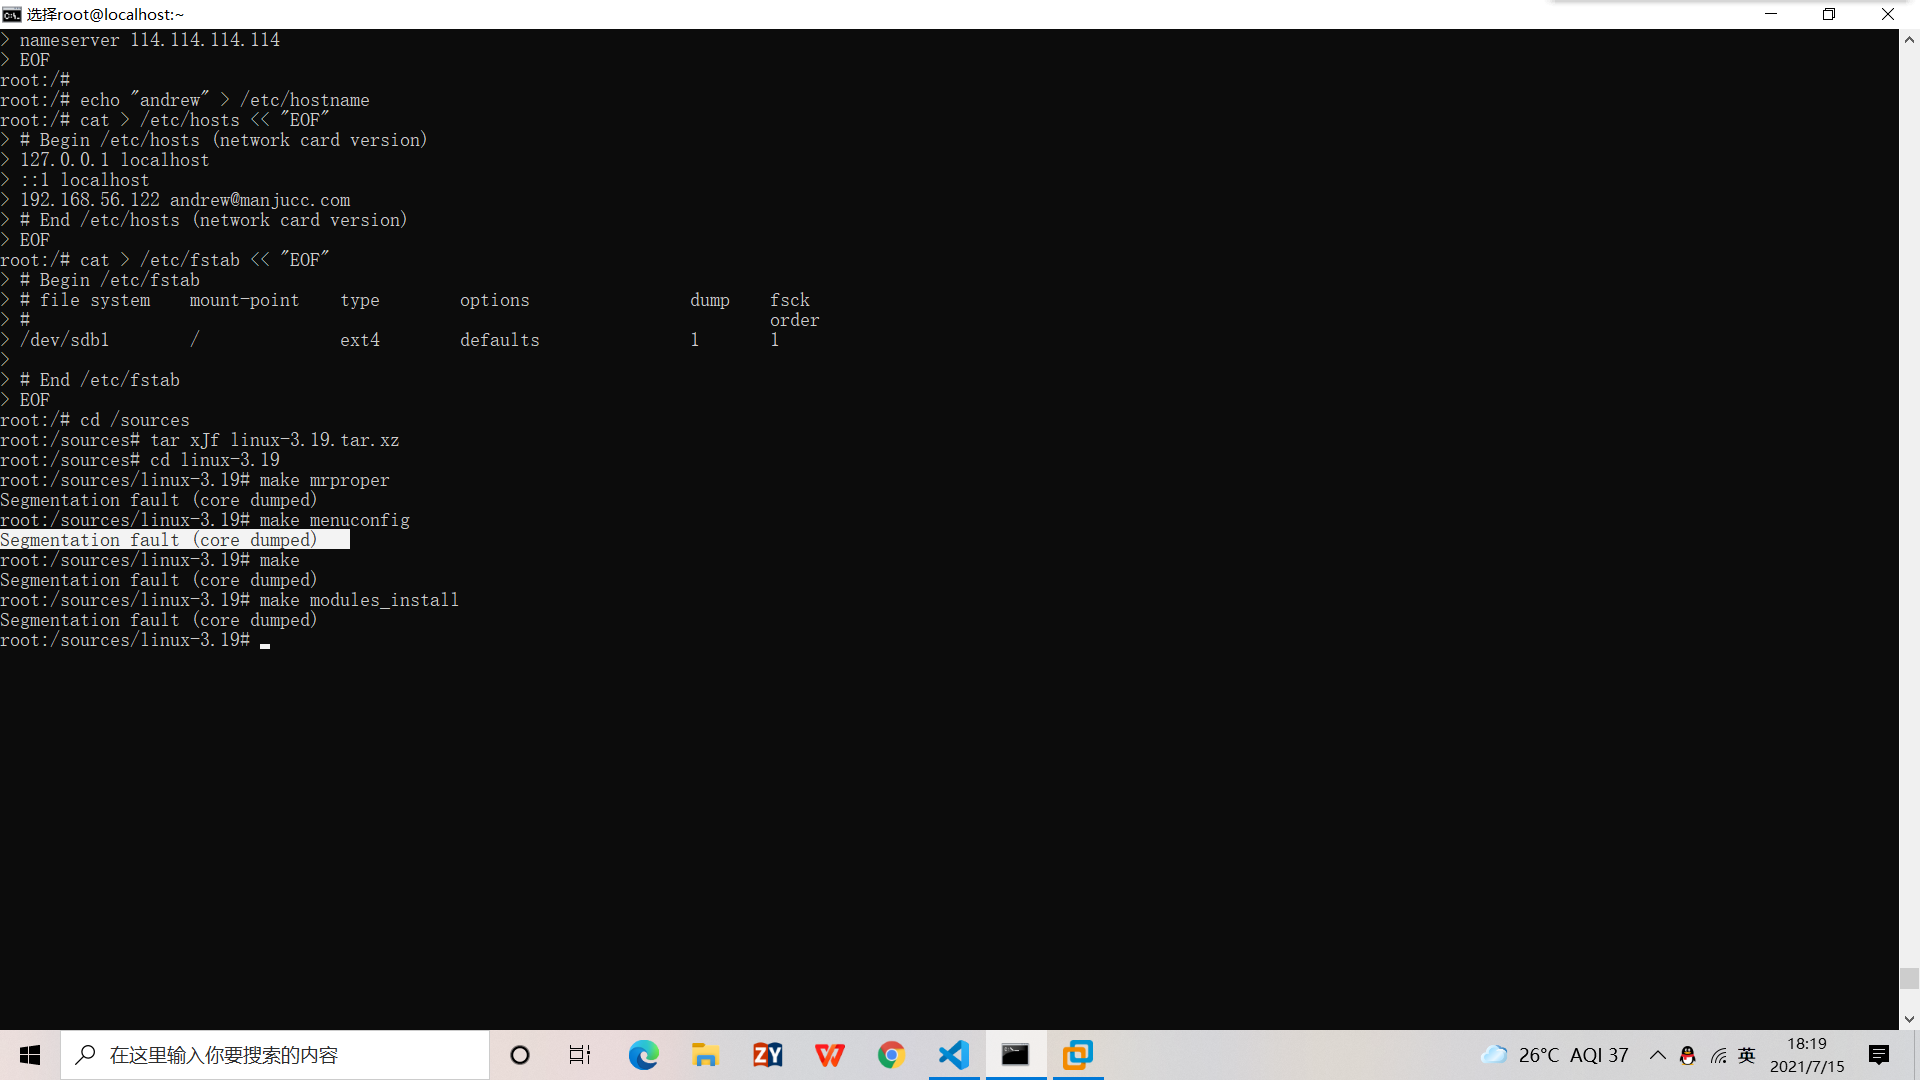 选择root@localhost:~
> nameserver 114.114.114.114
> EOF
root:/#
root:/# echo "andrew" > /etc/hostname
root:/# cat > /etc/hosts << "EOF"
> # Begin /etc/hosts (network card version)
> 127.0.0.1 localhost
> ::1 localhost
> 192.168.56.122 andrew@manjucc.com
> # End /etc/hosts (network card version)
> EOF
root:/# cat > /etc/fstab << "EOF"
> # Begin /etc/fstab
> # file system    mount-point    type        options                dump    fsck
> #                                                                          order
> /dev/sdb1        /              ext4        defaults               1       1
>
> # End /etc/fstab
> EOF
root:/# cd /sources
root:/sources# tar xJf linux-3.19.tar.xz
root:/sources# cd linux-3.19
root:/sources/linux-3.19# make mrproper
Segmentation fault (core dumped)
root:/sources/linux-3.19# make menuconfig
Segmentation fault (core dumped)
root:/sources/linux-3.19# make
Segmentation fault (core dumped)
root:/sources/linux-3.19# make modules_install
Segmentation fault (core dumped)
root:/sources/linux-3.19#
在这里输入你要搜索的内容
ZY
26°C AQI 37
英
18:19
2021/7/15